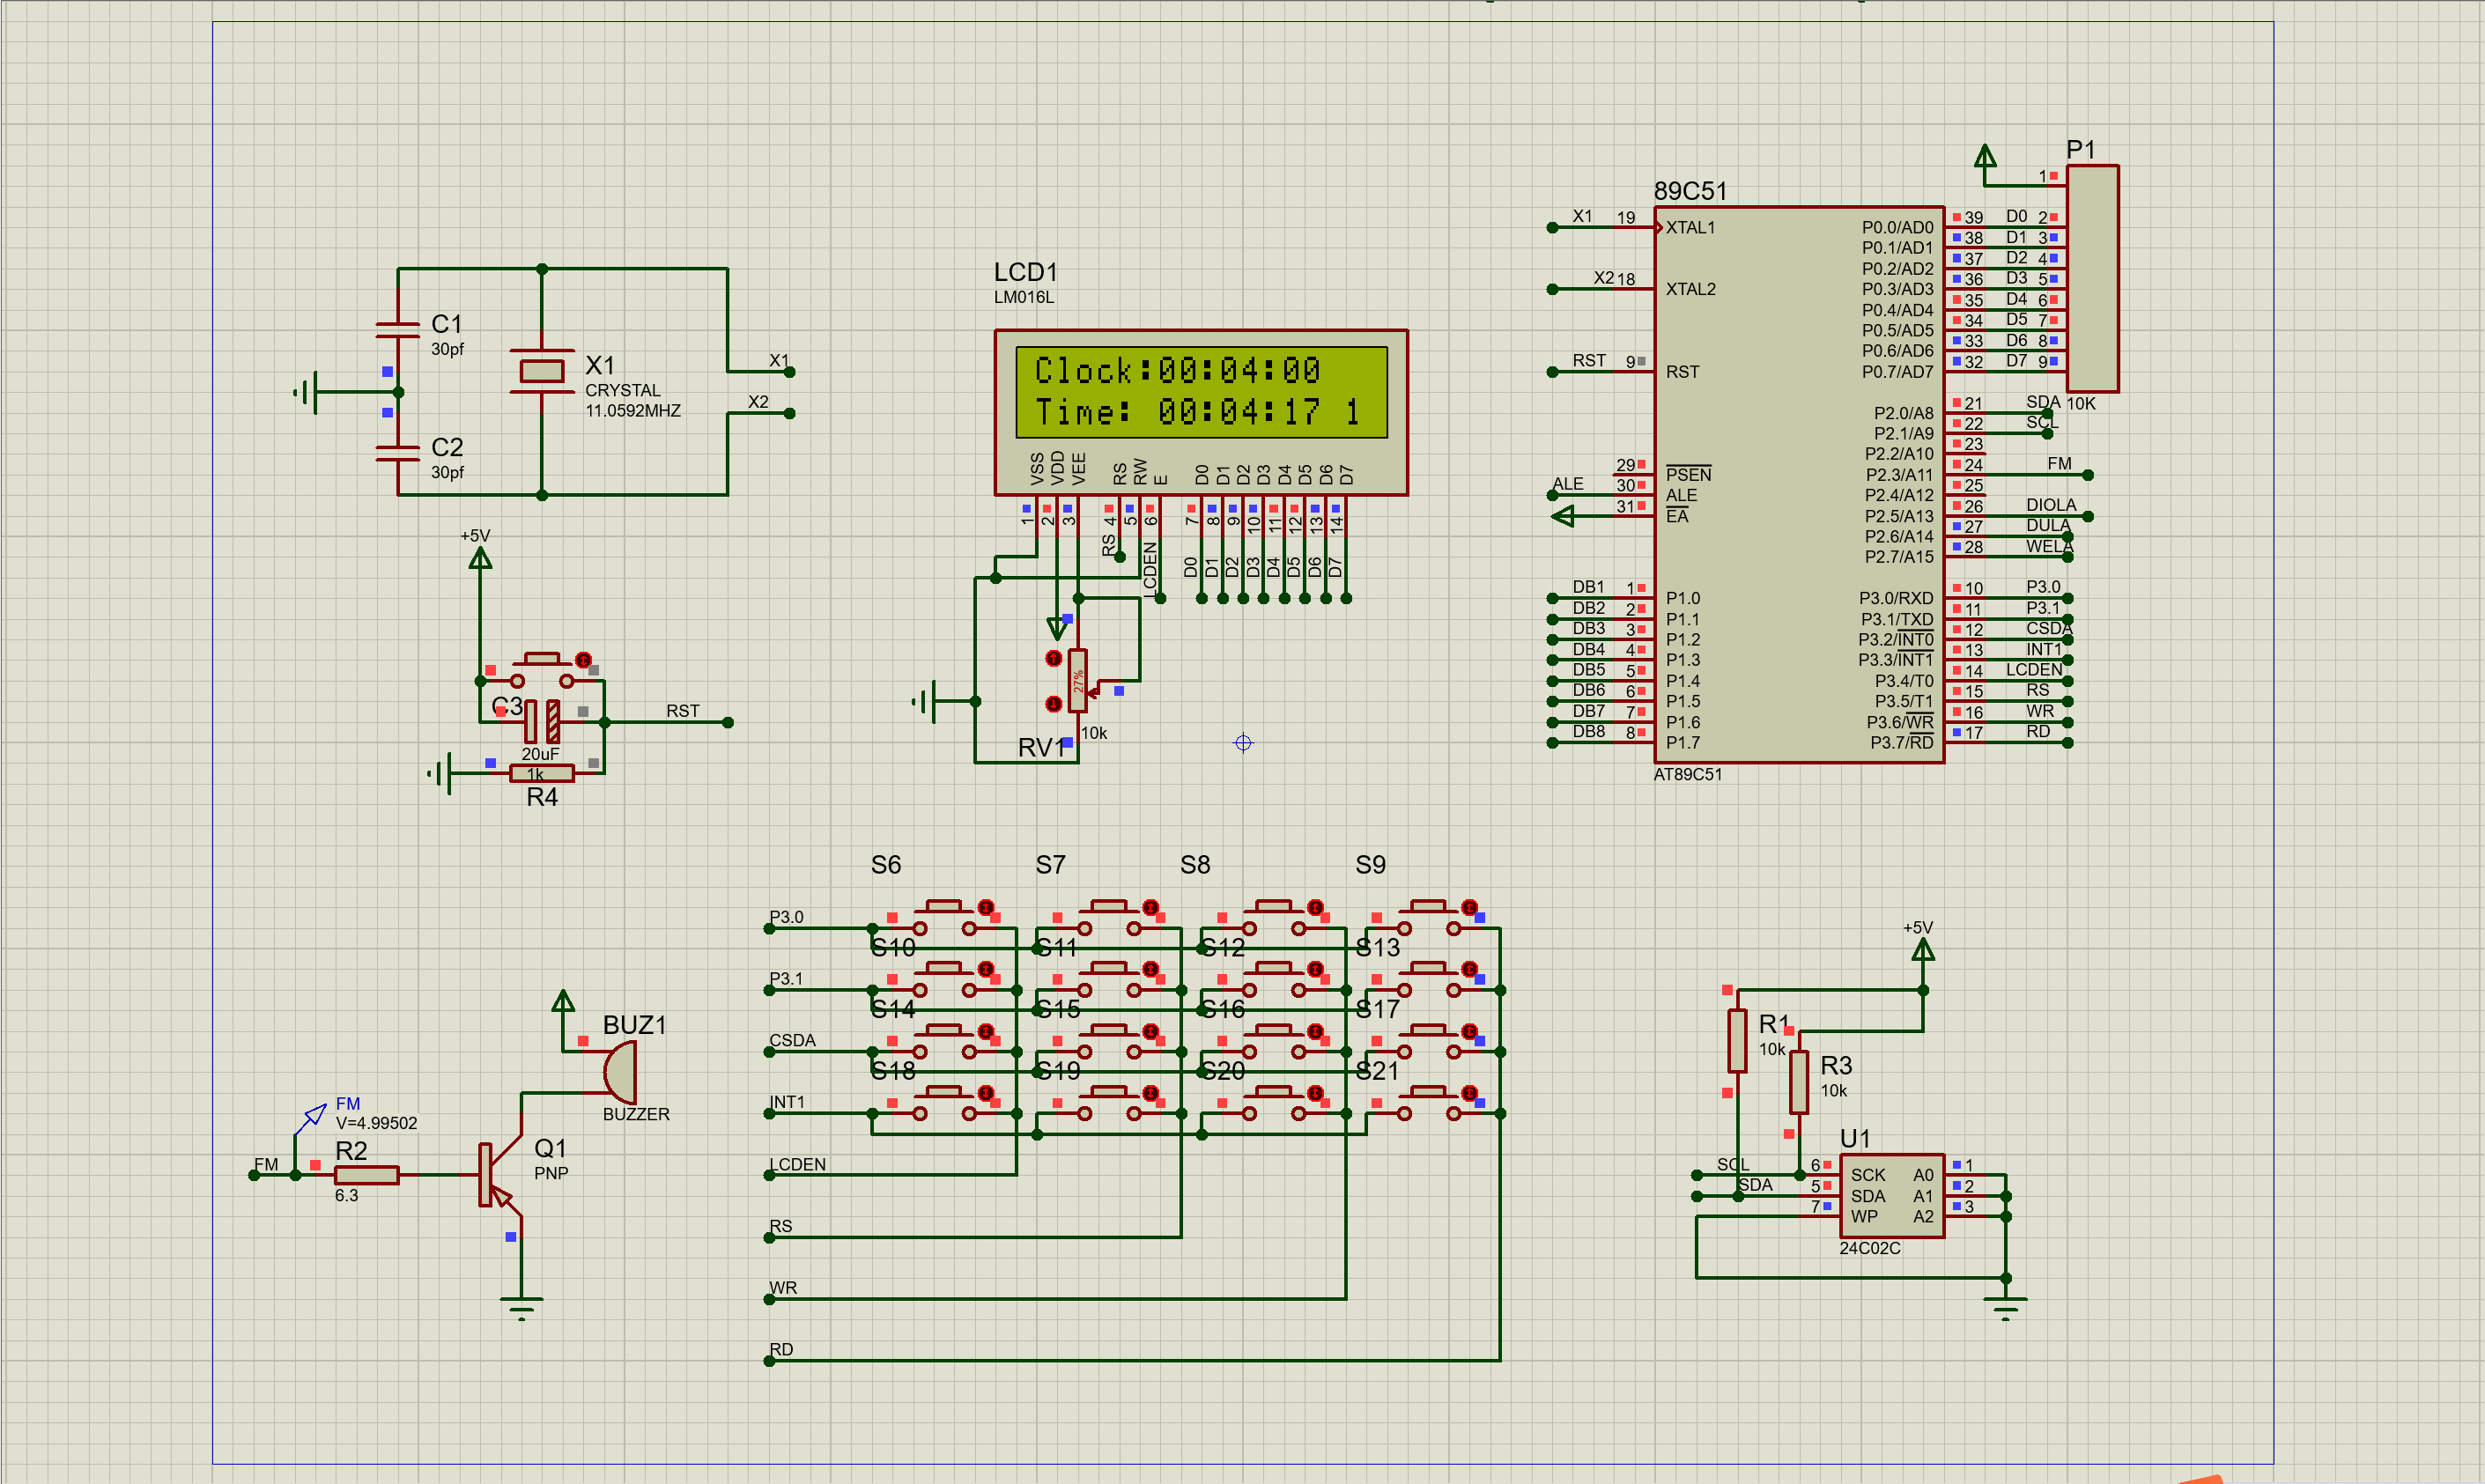 C1
30pf
C2
30pf
X1
CRYSTAL
11.0592MHZ
X1
X2
LCD1
LM016L
Clock:00:04:00
Time: 00:04:17 1
VSS VDD VEE RS RW E D0 D1 D2 D3 D4 D5 D6 D7
1 2 3 4 5 6 7 8 9 10 11 12 13 14
RS LCDEN D0 D1 D2 D3 D4 D5 D6 D7
27%
RV1
10k
+5V
C3
20uF
1k
R4
RST
89C51
X1 19 XTAL1
X2 18 XTAL2
RST 9 RST
29 PSEN
ALE 30 ALE
31 EA
DB1 1 P1.0
DB2 2 P1.1
DB3 3 P1.2
DB4 4 P1.3
DB5 5 P1.4
DB6 6 P1.5
DB7 7 P1.6
DB8 8 P1.7
AT89C51
P1
1
P0.0/AD0 39 D0 2
P0.1/AD1 38 D1 3
P0.2/AD2 37 D2 4
P0.3/AD3 36 D3 5
P0.4/AD4 35 D4 6
P0.5/AD5 34 D5 7
P0.6/AD6 33 D6 8
P0.7/AD7 32 D7 9
10K
P2.0/A8 21 SDA
P2.1/A9 22 SCL
P2.2/A10 23
P2.3/A11 24 FM
P2.4/A12 25
P2.5/A13 26 DIOLA
P2.6/A14 27 DULA
P2.7/A15 28 WELA
P3.0/RXD 10 P3.0
P3.1/TXD 11 P3.1
P3.2/INT0 12 CSDA
P3.3/INT1 13 INT1
P3.4/T0 14 LCDEN
P3.5/T1 15 RS
P3.6/WR 16 WR
P3.7/RD 17 RD
S6 S7 S8 S9
P3.0
S10 S11 S12 S13
P3.1
S14 S15 S16 S17
CSDA
S18 S19 S20 S21
INT1
LCDEN
RS
WR
RD
BUZ1
BUZZER
FM
V=4.99502
FM
R2
6.3
Q1
PNP
+5V
R1
10k
R3
10k
U1
SCL 6 SCK A0 1
SDA 5 SDA A1 2
7 WP A2 3
24C02C